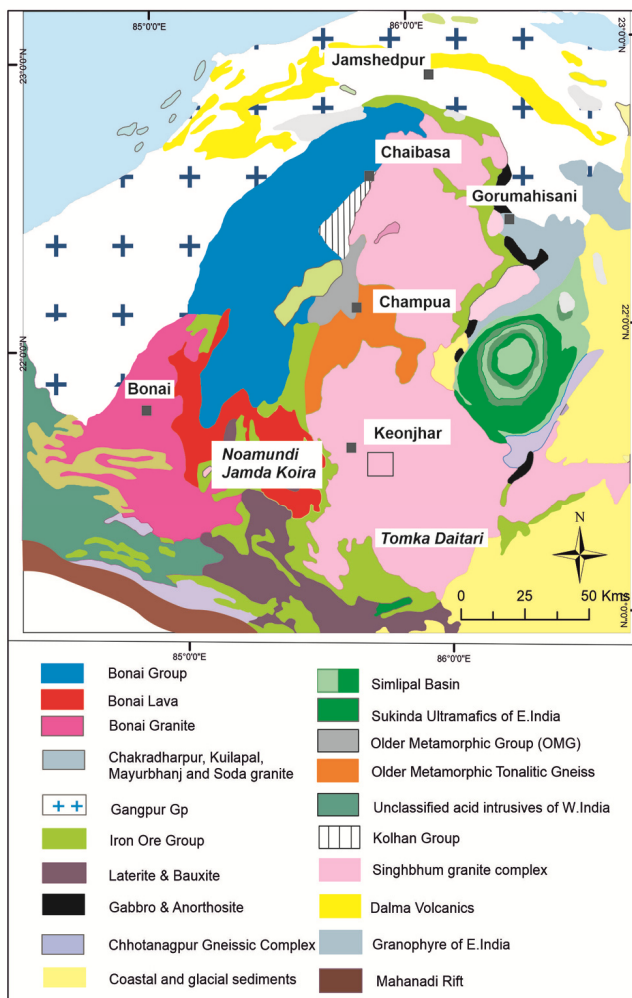 85°0'0"E
86°0'0"E
23°0'0"N
23°0'0"N
Jamshedpur
Chaibasa
Gorumahisani
Champua
22°0'0"N
22°0'0"N
Bonai
Keonjhar
Noamundi
Jamda Koira
Tomka Daitari
N
0 25 50 Kms
85°0'0"E
86°0'0"E
Bonai Group
Bonai Lava
Bonai Granite
Chakradharpur, Kuilapal,
Mayurbhanj and Soda granite
Gangpur Gp
Iron Ore Group
Laterite & Bauxite
Gabbro & Anorthosite
Chhotanagpur Gneissic Complex
Coastal and glacial sediments
Simlipal Basin
Sukinda Ultramafics of E.India
Older Metamorphic Group (OMG)
Older Metamorphic Tonalitic Gneiss
Unclassified acid intrusives of W.India
Kolhan Group
Singhbhum granite complex
Dalma Volcanics
Granophyre of E.India
Mahanadi Rift